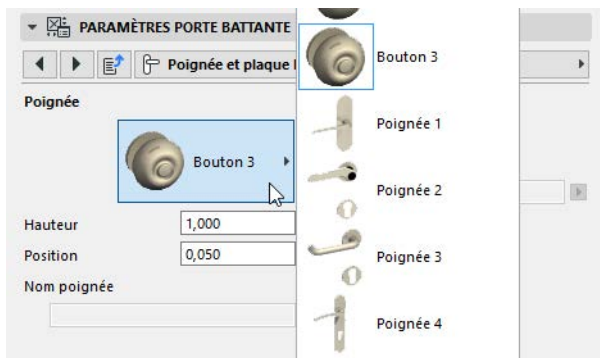 PARAMÈTRES PORTE BATTANTE
Poignée et plaque
Poignée
Bouton 3
Hauteur 1,000
Position 0,050
Nom poignée
Bouton 3
Poignée 1
Poignée 2
Poignée 3
Poignée 4